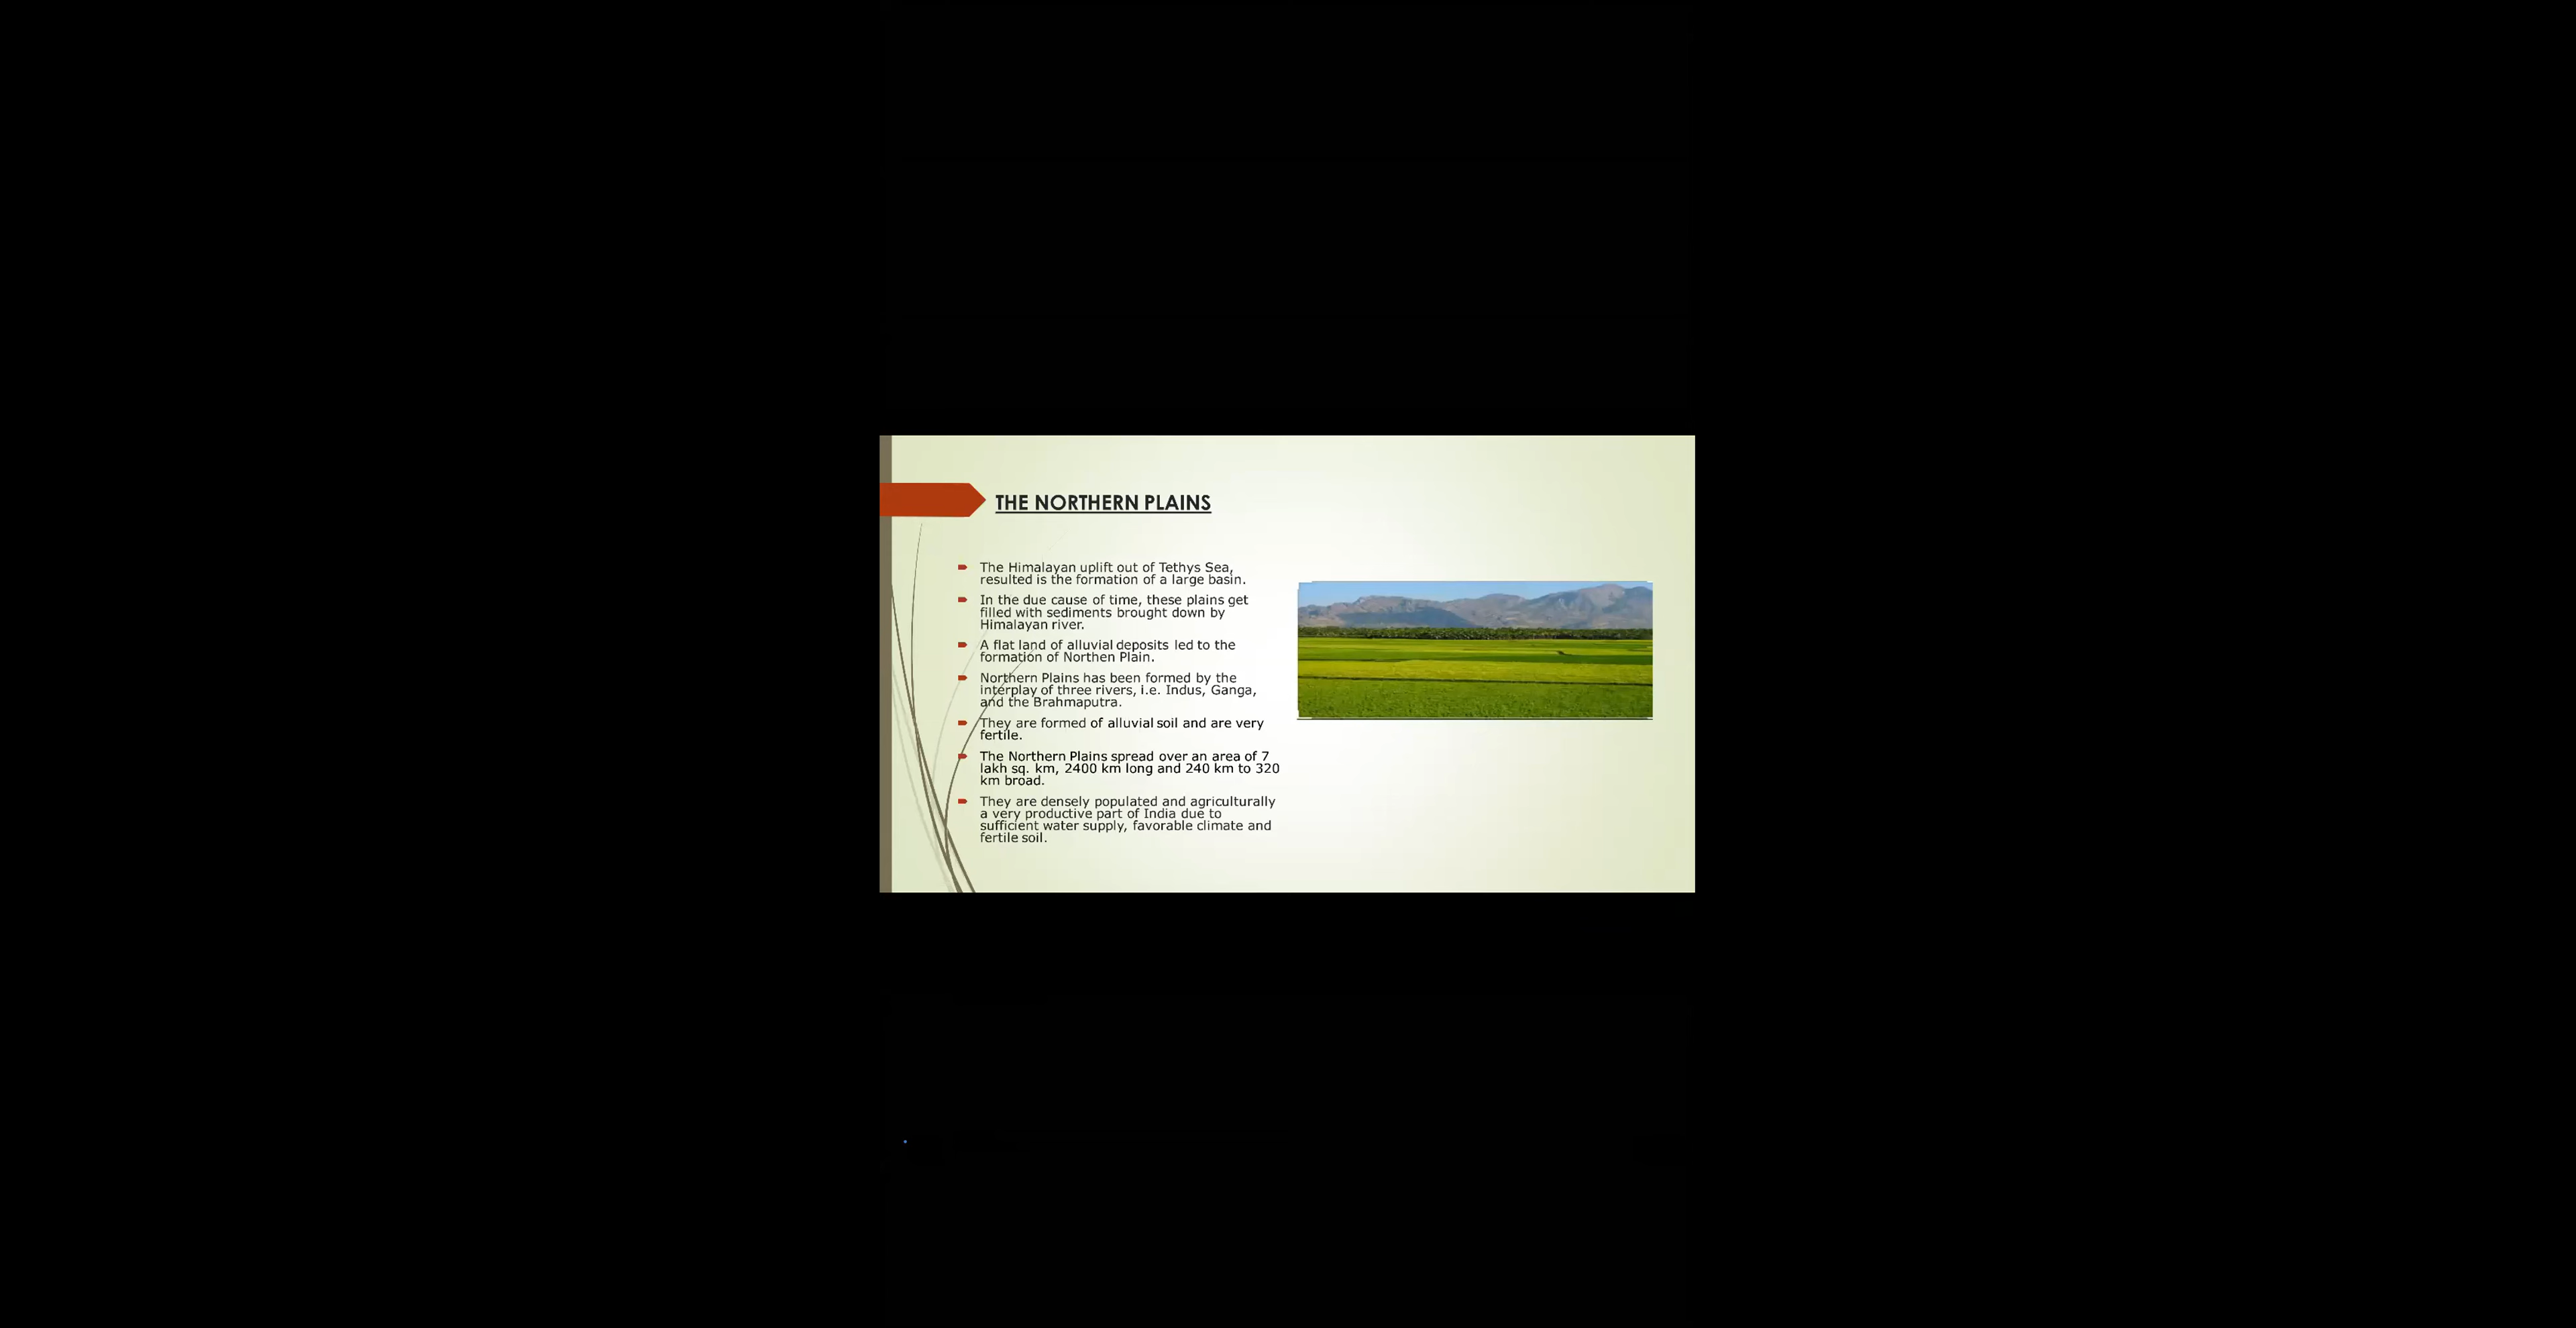 THE NORTHERN PLAINS
The Himalayan uplift out of Tethys Sea,
resulted is the formation of a large basin.
In the due cause of time, these plains get
filled with sediments brought down by
Himalayan river.
A flat land of alluvial deposits led to the
formation of Northen Plain.
Northern Plains has been formed by the
interplay of three rivers, i.e. Indus, Ganga,
and the Brahmaputra.
They are formed of alluvial soil and are very
fertile.
The Northern Plains spread over an area of 7
lakh sq. km, 2400 km long and 240 km to 320
km broad.
They are densely populated and agriculturally
a very productive part of India due to
sufficient water supply, favorable climate and
fertile soil.